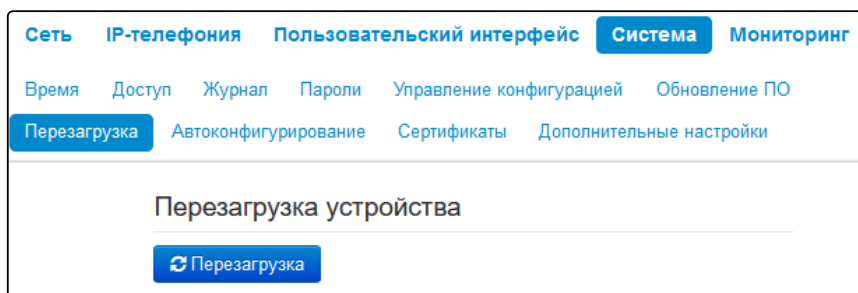 Сеть IP-телефония Пользовательский интерфейс Система Мониторинг
Время Доступ Журнал Пароли Управление конфигурацией Обновление ПО
Перезагрузка Автоконфигурирование Сертификаты Дополнительные настройки
Перезагрузка устройства
Перезагрузка